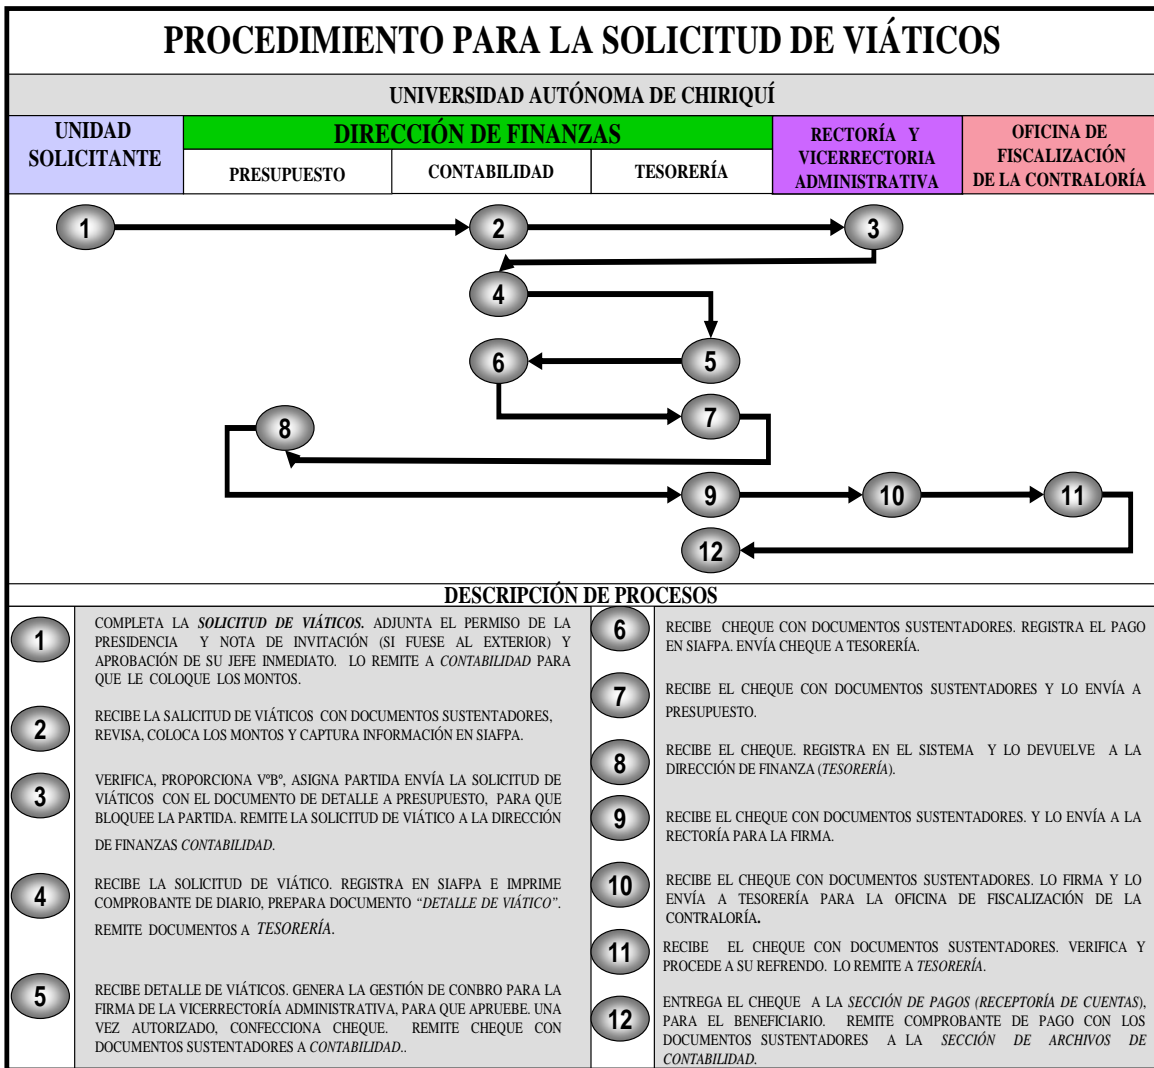 PROCEDIMIENTO PARA LA SOLICITUD DE VIÁTICOS
UNIVERSIDAD AUTÓNOMA DE CHIRIQUÍ
UNIDAD
SOLICITANTE
DIRECCIÓN DE FINANZAS
PRESUPUESTO
CONTABILIDAD
TESORERÍA
RECTORÍA Y
VICERRECTORIA
ADMINISTRATIVA
OFICINA DE
FISCALIZACIÓN
DE LA CONTRALORÍA
1
2
3
4
5
6
7
8
9
10
11
12
DESCRIPCIÓN DE PROCESOS
1
COMPLETA LA SOLICITUD DE VIÁTICOS. ADJUNTA EL PERMISO DE LA
PRESIDENCIA Y NOTA DE INVITACIÓN (SI FUESE AL EXTERIOR) Y
APROBACIÓN DE SU JEFE INMEDIATO. LO REMITE A CONTABILIDAD PARA
QUE LE COLOQUE LOS MONTOS.
2
RECIBE LA SALICITUD DE VIÁTICOS CON DOCUMENTOS SUSTENTADORES,
REVISA, COLOCA LOS MONTOS Y CAPTURA INFORMACIÓN EN SIAFPA.
3
VERIFICA, PROPORCIONA VºBº, ASIGNA PARTIDA ENVÍA LA SOLICITUD DE
VIÁTICOS CON EL DOCUMENTO DE DETALLE A PRESUPUESTO, PARA QUE
BLOQUEE LA PARTIDA. REMITE LA SOLICITUD DE VIÁTICO A LA DIRECCIÓN
DE FINANZAS CONTABILIDAD.
4
RECIBE LA SOLICITUD DE VIÁTICO. REGISTRA EN SIAFPA E IMPRIME
COMPROBANTE DE DIARIO, PREPARA DOCUMENTO “DETALLE DE VIÁTICO”.
REMITE DOCUMENTOS A TESORERÍA.
5
RECIBE DETALLE DE VIÁTICOS. GENERA LA GESTIÓN DE CONBRO PARA LA
FIRMA DE LA VICERRECTORÍA ADMINISTRATIVA, PARA QUE APRUEBE. UNA
VEZ AUTORIZADO, CONFECCIONA CHEQUE. REMITE CHEQUE CON
DOCUMENTOS SUSTENTADORES A CONTABILIDAD..
6
RECIBE CHEQUE CON DOCUMENTOS SUSTENTADORES. REGISTRA EL PAGO
EN SIAFPA. ENVÍA CHEQUE A TESORERÍA.
7
RECIBE EL CHEQUE CON DOCUMENTOS SUSTENTADORES Y LO ENVÍA A
PRESUPUESTO.
8
RECIBE EL CHEQUE. REGISTRA EN EL SISTEMA Y LO DEVUELVE A LA
DIRECCIÓN DE FINANZA (TESORERÍA).
9
RECIBE EL CHEQUE CON DOCUMENTOS SUSTENTADORES. Y LO ENVÍA A LA
RECTORÍA PARA LA FIRMA.
10
RECIBE EL CHEQUE CON DOCUMENTOS SUSTENTADORES. LO FIRMA Y LO
ENVÍA A TESORERÍA PARA LA OFICINA DE FISCALIZACIÓN DE LA
CONTRALORÍA.
11
RECIBE EL CHEQUE CON DOCUMENTOS SUSTENTADORES. VERIFICA Y
PROCEDE A SU REFRENDO. LO REMITE A TESORERÍA.
12
ENTREGA EL CHEQUE A LA SECCIÓN DE PAGOS (RECEPTORÍA DE CUENTAS),
PARA EL BENEFICIARIO. REMITE COMPROBANTE DE PAGO CON LOS
DOCUMENTOS SUSTENTADORES A LA SECCIÓN DE ARCHIVOS DE
CONTABILIDAD.